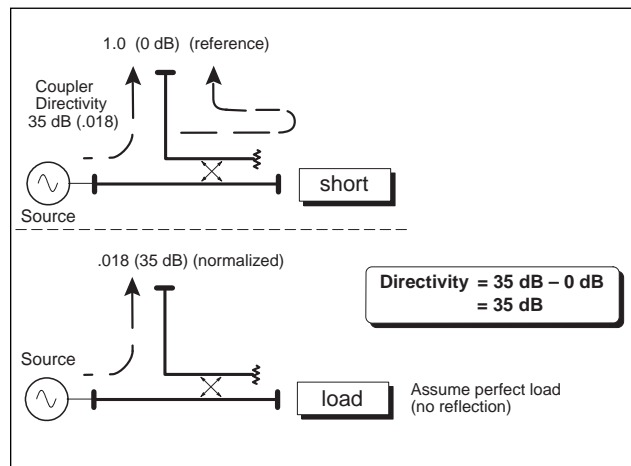 1.0 (0 dB) (reference)
Coupler
Directivity
35 dB (.018)
Source
short
.018 (35 dB) (normalized)
Directivity = 35 dB – 0 dB
= 35 dB
Source
load
Assume perfect load
(no reflection)